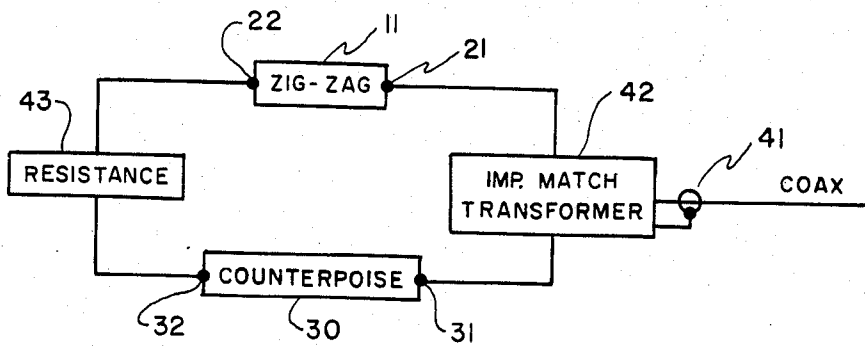 22
11
21
ZIG-ZAG
43
42
41
RESISTANCE
IMP. MATCH
TRANSFORMER
COAX
COUNTERPOISE
32
30
31